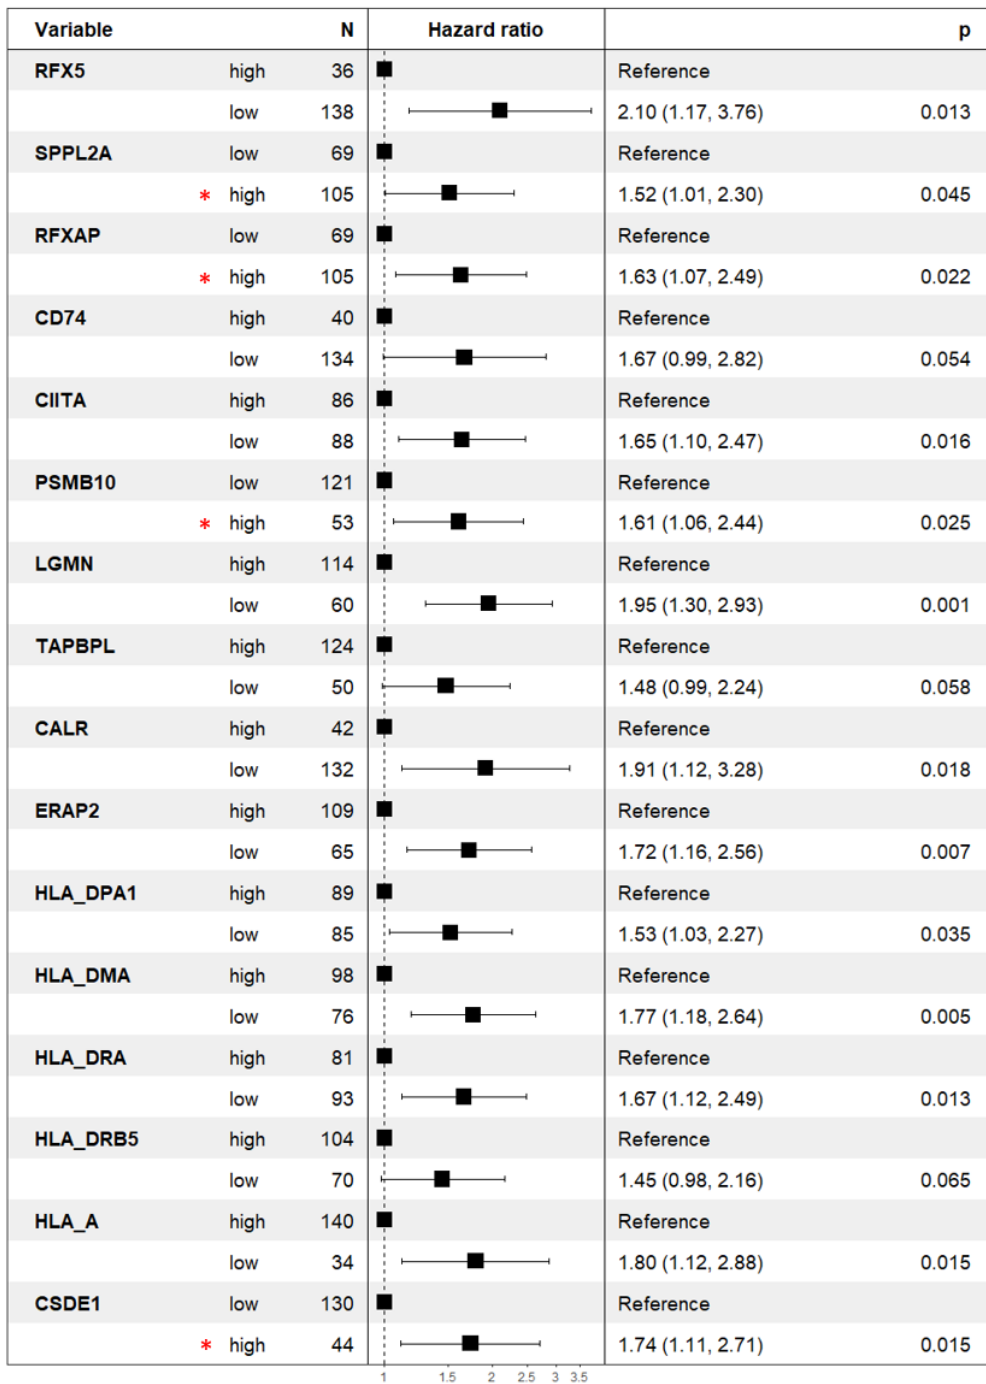 Variable N Hazard ratio p
RFX5 high 36 Reference
low 138 2.10 (1.17, 3.76) 0.013
SPPL2A low 69 Reference
* high 105 1.52 (1.01, 2.30) 0.045
RFXAP low 69 Reference
* high 105 1.63 (1.07, 2.49) 0.022
CD74 high 40 Reference
low 134 1.67 (0.99, 2.82) 0.054
CIITA high 86 Reference
low 88 1.65 (1.10, 2.47) 0.016
PSMB10 low 121 Reference
* high 53 1.61 (1.06, 2.44) 0.025
LGMN high 114 Reference
low 60 1.95 (1.30, 2.93) 0.001
TAPBPL high 124 Reference
low 50 1.48 (0.99, 2.24) 0.058
CALR high 42 Reference
low 132 1.91 (1.12, 3.28) 0.018
ERAP2 high 109 Reference
low 65 1.72 (1.16, 2.56) 0.007
HLA_DPA1 high 89 Reference
low 85 1.53 (1.03, 2.27) 0.035
HLA_DMA high 98 Reference
low 76 1.77 (1.18, 2.64) 0.005
HLA_DRA high 81 Reference
low 93 1.67 (1.12, 2.49) 0.013
HLA_DRB5 high 104 Reference
low 70 1.45 (0.98, 2.16) 0.065
HLA_A high 140 Reference
low 34 1.80 (1.12, 2.88) 0.015
CSDE1 low 130 Reference
* high 44 1.74 (1.11, 2.71) 0.015
1 1.5 2 2.5 3 3.5